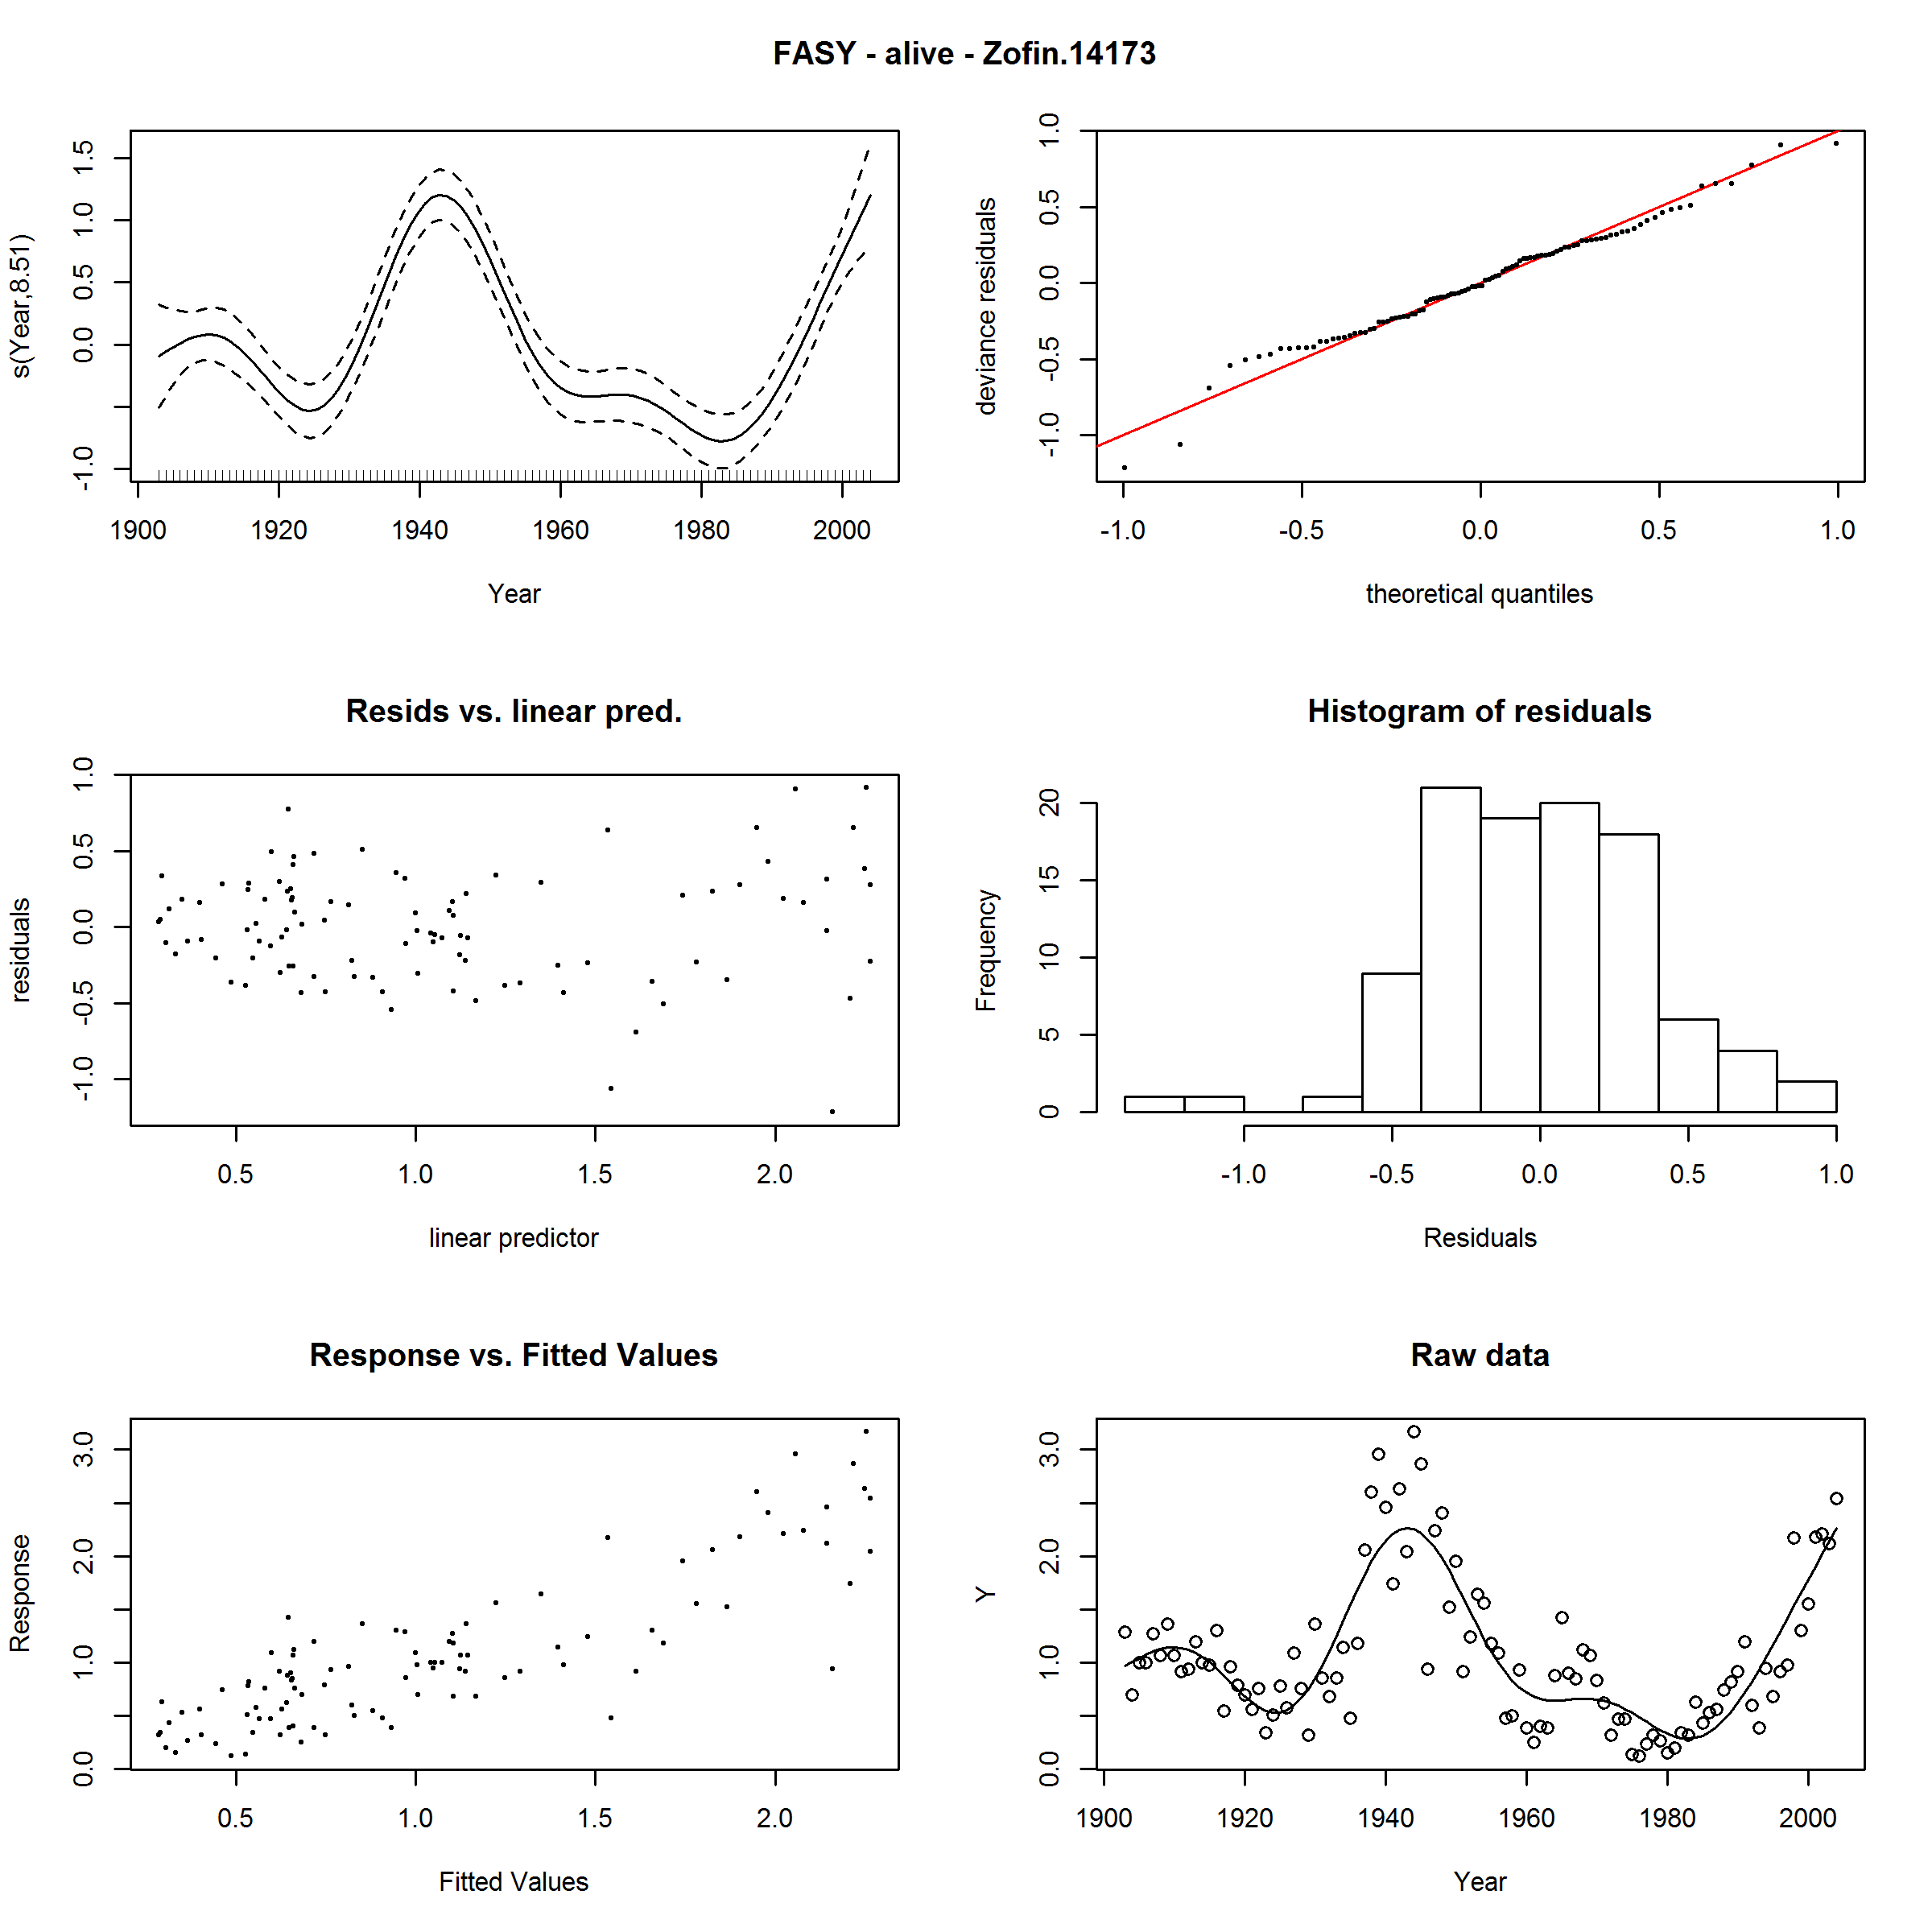 FASY - alive - Zofin.14173
s(Year,8.51)
-1.0 0.0 0.5 1.0 1.5
1900 1920 1940 1960 1980 2000
Year
deviance residuals
-1.0 -0.5 0.0 0.5 1.0
-1.0 -0.5 0.0 0.5 1.0
theoretical quantiles
Resids vs. linear pred.
residuals
-1.0 -0.5 0.0 0.5 1.0
0.5 1.0 1.5 2.0
linear predictor
Histogram of residuals
Frequency
0 5 10 15 20
-1.0 -0.5 0.0 0.5 1.0
Residuals
Response vs. Fitted Values
Response
0.0 1.0 2.0 3.0
0.5 1.0 1.5 2.0
Fitted Values
Raw data
Y
0.0 1.0 2.0 3.0
1900 1920 1940 1960 1980 2000
Year